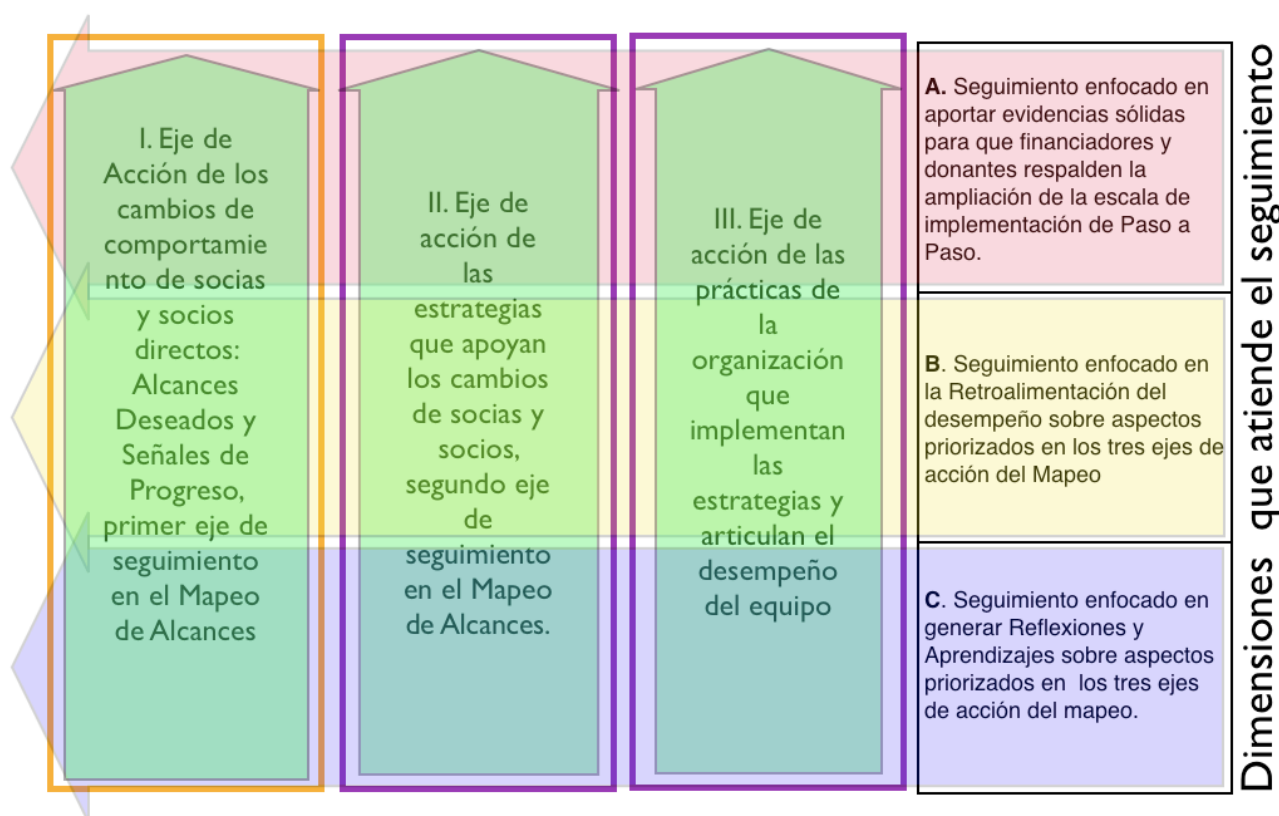 I. Eje de
Acción de los
cambios de
comportamie
nto de socias
y socios
directos:
Alcances
Deseados y
Señales de
Progreso,
primer eje de
seguimiento
en el Mapeo
de Alcances
II. Eje de
acción de
las
estrategias
que apoyan
los cambios
de socias y
socios,
segundo eje
de
seguimiento
en el Mapeo
de Alcances.
III. Eje de
acción de las
prácticas de
la
organización
que
implementan
las
estrategias y
articulan el
desempeño
del equipo
A. Seguimiento enfocado en
aportar evidencias sólidas
para que financiadores y
donantes respalden la
ampliación de la escala de
implementación de Paso a
Paso.
B. Seguimiento enfocado en
la Retroalimentación del
desempeño sobre aspectos
priorizados en los tres ejes de
acción del Mapeo
C. Seguimiento enfocado en
generar Reflexiones y
Aprendizajes sobre aspectos
priorizados en los tres ejes
de acción del mapeo.
Dimensiones que atiende el seguimiento